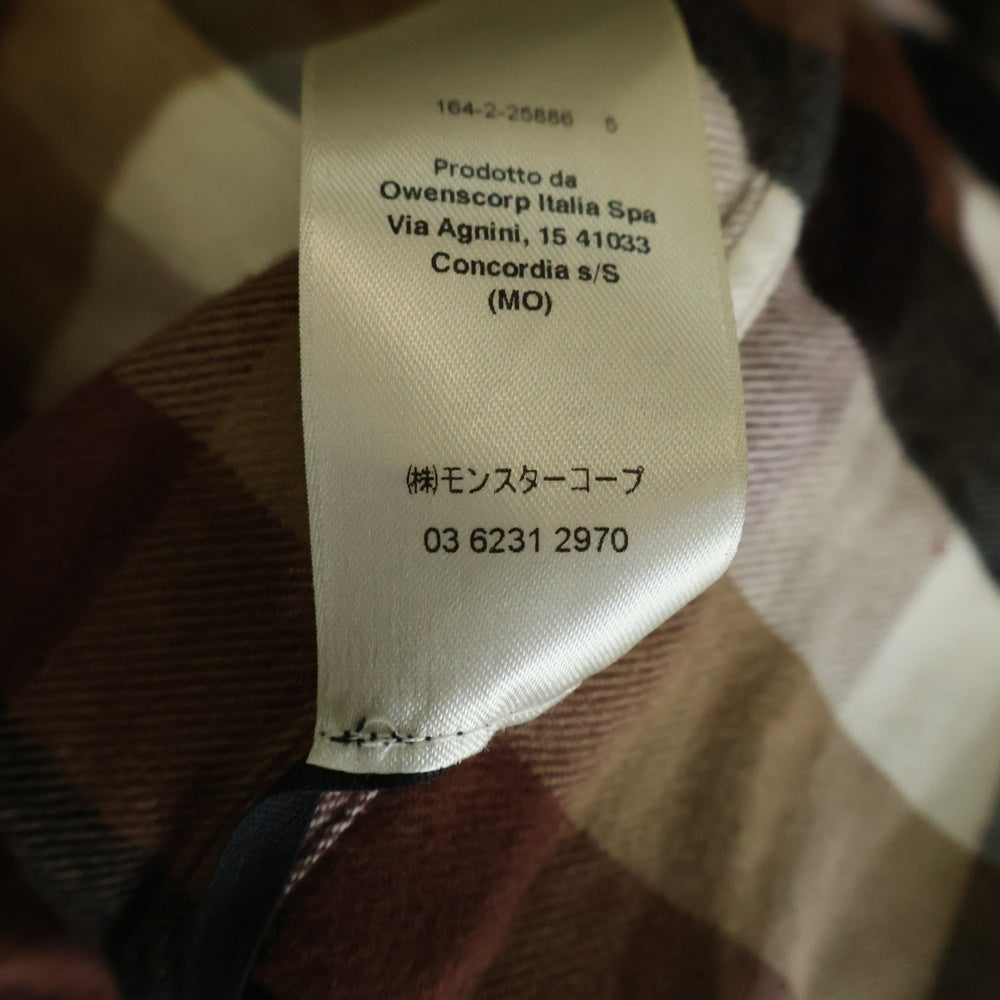 164-2-25886 5
Prodotto da
Owenscorp Italia Spa
Via Agnini, 15 41033
Concordia s/S
(MO)
㈱モンスターコープ
03 6231 2970